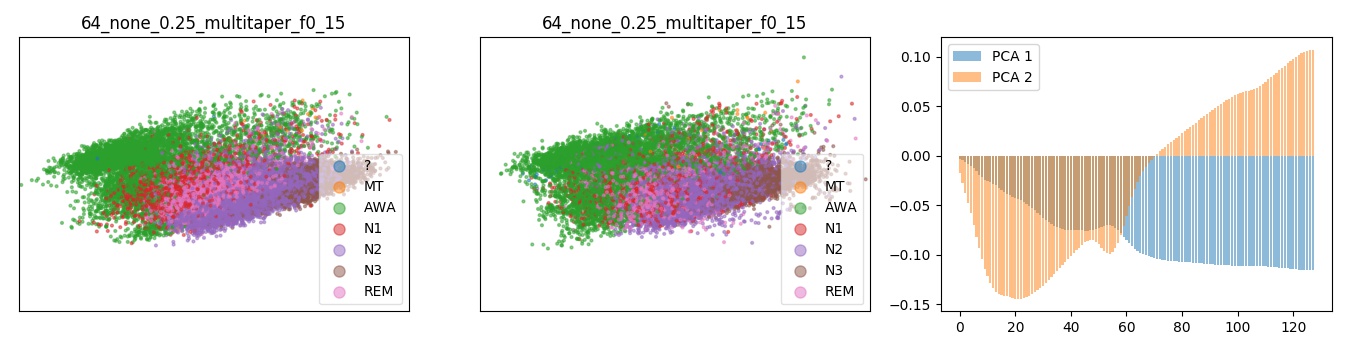 64_none_0.25_multitaper_f0_15
?
MT
AWA
N1
N2
N3
REM
64_none_0.25_multitaper_f0_15
?
MT
AWA
N1
N2
N3
REM
PCA 1
PCA 2
0.10
0.05
0.00
−0.05
−0.10
−0.15
0 20 40 60 80 100 120